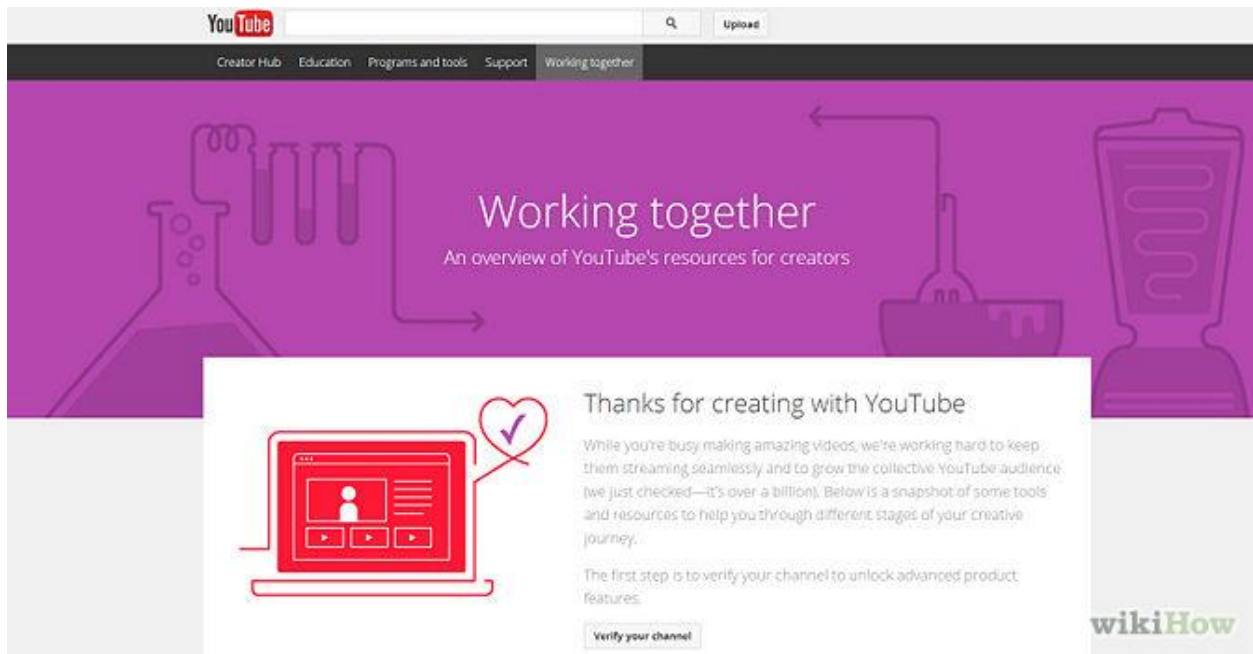 YouTube
Upload
Creator Hub Education Programs and tools Support Working together
Working together
An overview of YouTube's resources for creators
Thanks for creating with YouTube
While you're busy making amazing videos, we're working hard to keep
them streaming seamlessly and to grow the collective YouTube audience
(we just checked—it's over a billion). Below is a snapshot of some tools
and resources to help you through different stages of your creative
journey.
The first step is to verify your channel to unlock advanced product
features.
Verify your channel
wikiHow